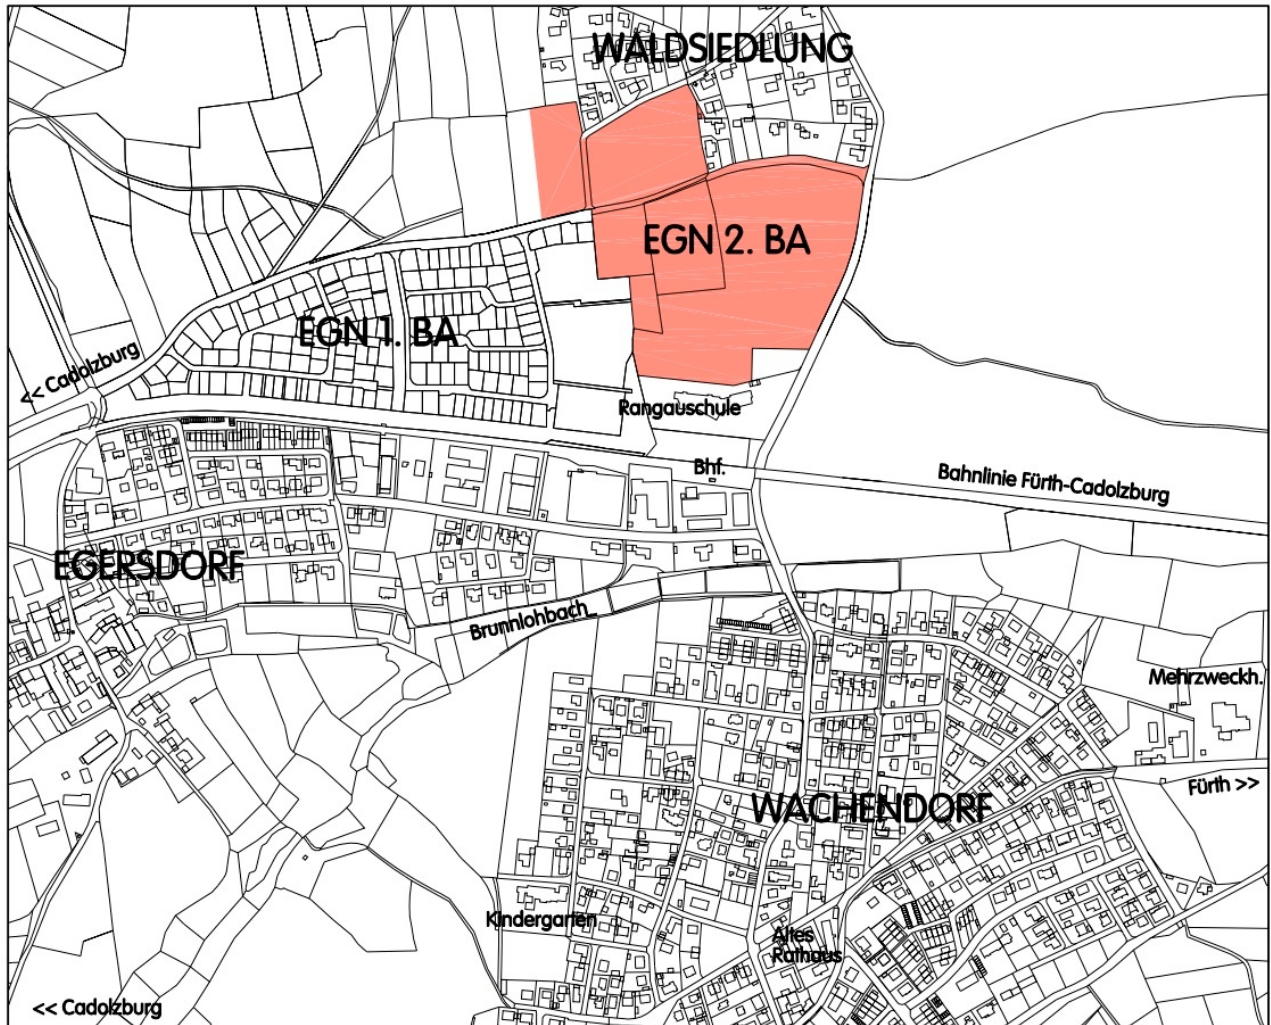 WALDSIEDLUNG
EGN 2. BA
EGN 1. BA
<< Cadolzburg
Rangauschule
Bhf.
Bahnlinie Fürth-Cadolzburg
EGERSDORF
Brunnlohbach
Mehrzweckh.
Fürth >>
WACHENDORF
Kindergarten
Altes
Rathaus
<< Cadolzburg